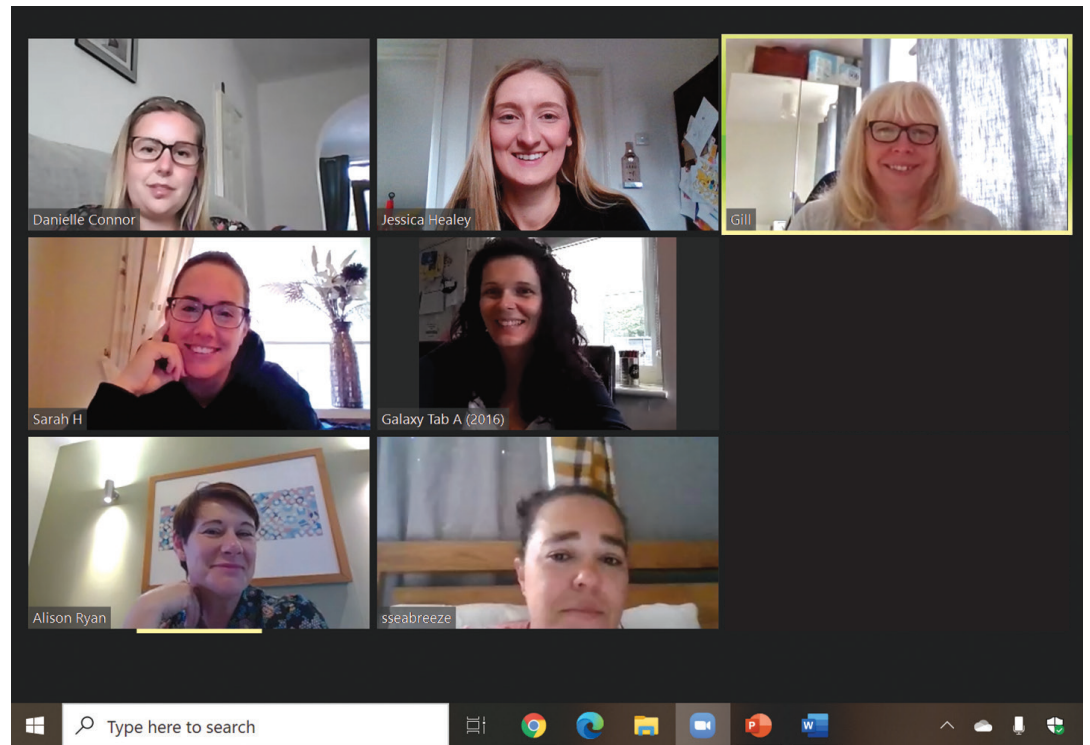 Danielle Connor
Jessica Healey
Gill
Sarah H
Galaxy Tab A (2016)
Alison Ryan
sseabreeze
Type here to search
P
W